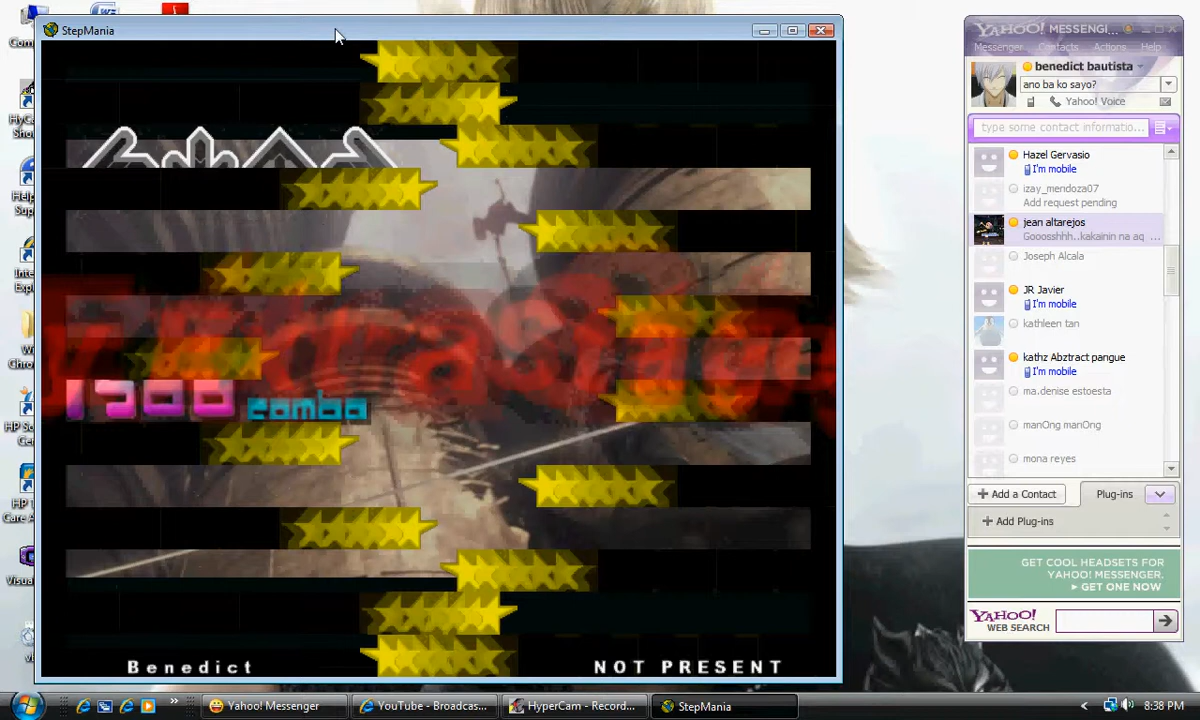 StepMania
combo
Benedict
NOT PRESENT
YAHOO! MESSENGER
Messenger Contacts Actions Help
benedict bautista
ano ba ko sayo?
Yahoo! Voice
type some contact informatio...
Hazel Gervasio
I'm mobile
izay_mendoza07
Add request pending
jean altarejos
Gooosshhh..kakainin na aq ...
Joseph Alcala
JR Javier
I'm mobile
kathleen tan
kathz Abztract pangue
I'm mobile
ma.denise estoesta
manOng manOng
mona reyes
Add a Contact
Plug-ins
Add Plug-ins
GET COOL HEADSETS FOR
YAHOO! MESSENGER.
GET ONE NOW
YAHOO!
WEB SEARCH
Yahoo! Messenger
YouTube - Broadcas...
HyperCam - Record...
StepMania
8:38 PM